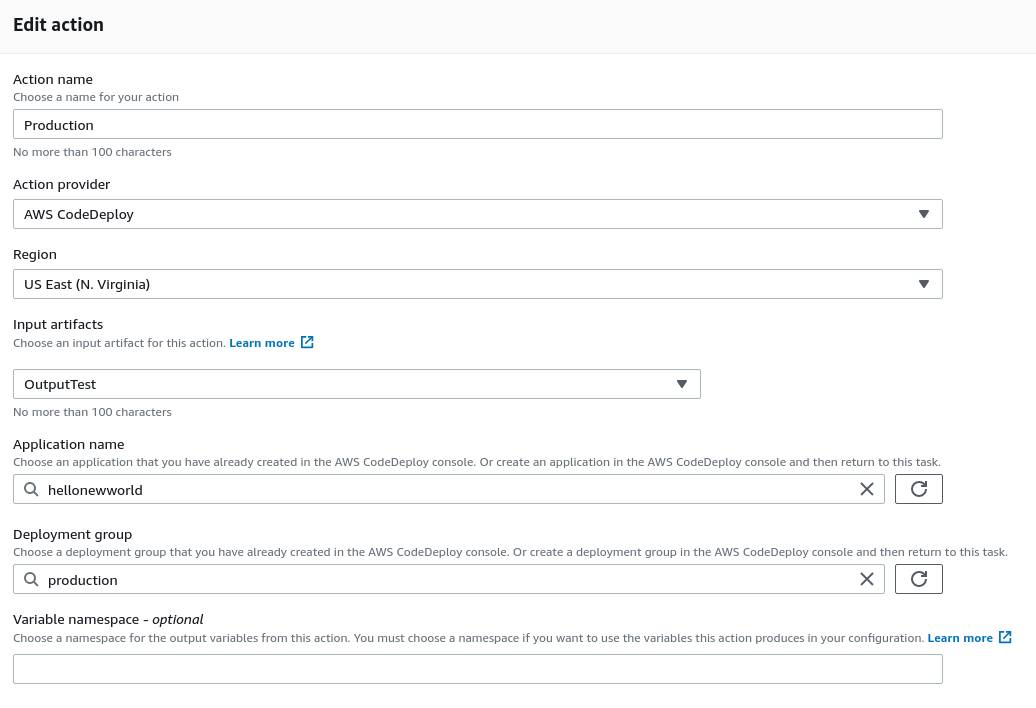 Edit action
Action name
Choose a name for your action
Production
No more than 100 characters
Action provider
AWS CodeDeploy
Region
US East (N. Virginia)
Input artifacts
Choose an input artifact for this action. Learn more
OutputTest
No more than 100 characters
Application name
Choose an application that you have already created in the AWS CodeDeploy console. Or create an application in the AWS CodeDeploy console and then return to this task.
hellonewworld
Deployment group
Choose a deployment group that you have already created in the AWS CodeDeploy console. Or create a deployment group in the AWS CodeDeploy console and then return to this task.
production
Variable namespace - optional
Choose a namespace for the output variables from this action. You must choose a namespace if you want to use the variables this action produces in your configuration. Learn more